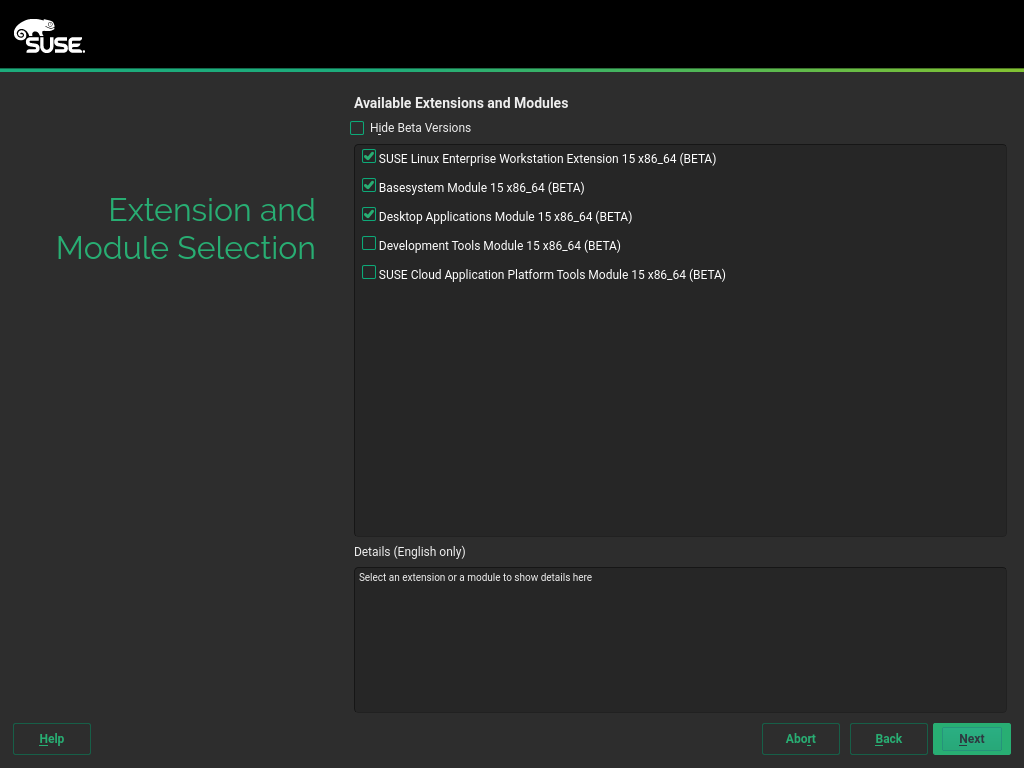 SUSE.
Extension and
Module Selection
Available Extensions and Modules
Hide Beta Versions
SUSE Linux Enterprise Workstation Extension 15 x86_64 (BETA)
Basesystem Module 15 x86_64 (BETA)
Desktop Applications Module 15 x86_64 (BETA)
Development Tools Module 15 x86_64 (BETA)
SUSE Cloud Application Platform Tools Module 15 x86_64 (BETA)
Details (English only)
Select an extension or a module to show details here
Help
Abort
Back
Next